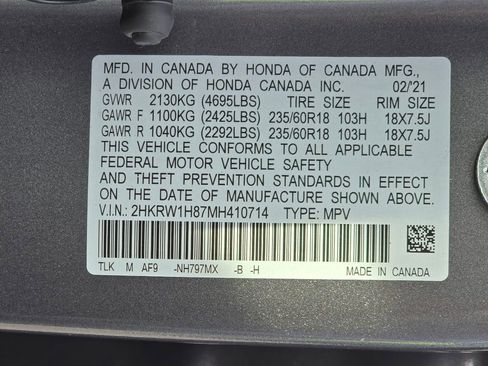 MFD. IN CANADA BY HONDA OF CANADA MFG.,
A DIVISION OF HONDA CANADA INC. 02/'21
GVWR 2130KG (4695LBS) TIRE SIZE RIM SIZE
GAWR F 1100KG (2425LBS) 235/60R18 103H 18X7.5J
GAWR R 1040KG (2292LBS) 235/60R18 103H 18X7.5J
THIS VEHICLE CONFORMS TO ALL APPLICABLE
FEDERAL MOTOR VEHICLE SAFETY
AND THEFT PREVENTION STANDARDS IN EFFECT
ON THE DATE OF MANUFACTURE SHOWN ABOVE.
V.I.N.: 2HKRW1H87MH410714 TYPE: MPV
TLK M AF9 -NH797MX -B -H MADE IN CANADA